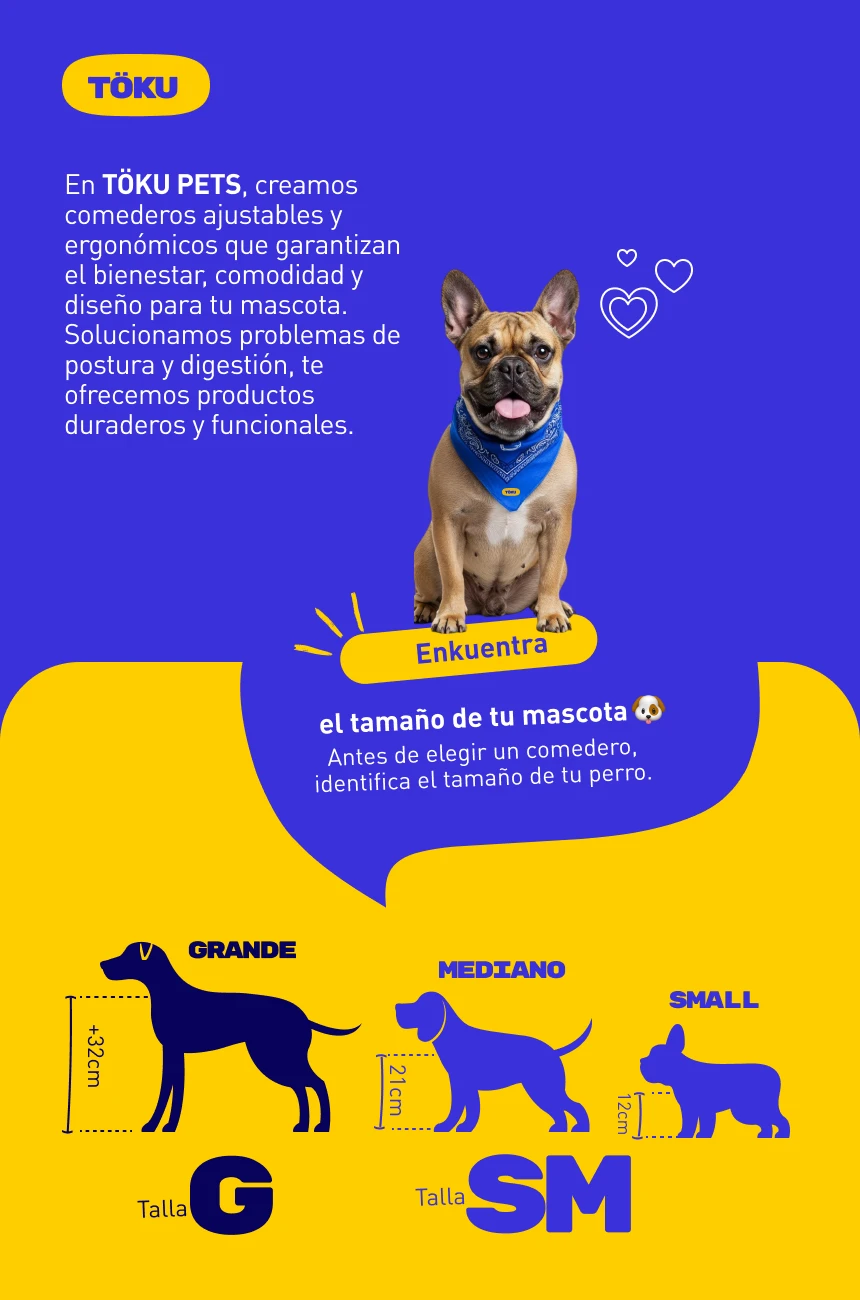 TÖKU
En TÖKU PETS, creamos
comederos ajustables y
ergonómicos que garantizan
el bienestar, comodidad y
diseño para tu mascota.
Solucionamos problemas de
postura y digestión, te
ofrecemos productos
duraderos y funcionales.
TÖKU
Enkuentra
el tamaño de tu mascota
Antes de elegir un comedero,
identifica el tamaño de tu perro.
GRANDE
+32cm
MEDIANO
21cm
SMALL
12cm
Talla G
Talla SM